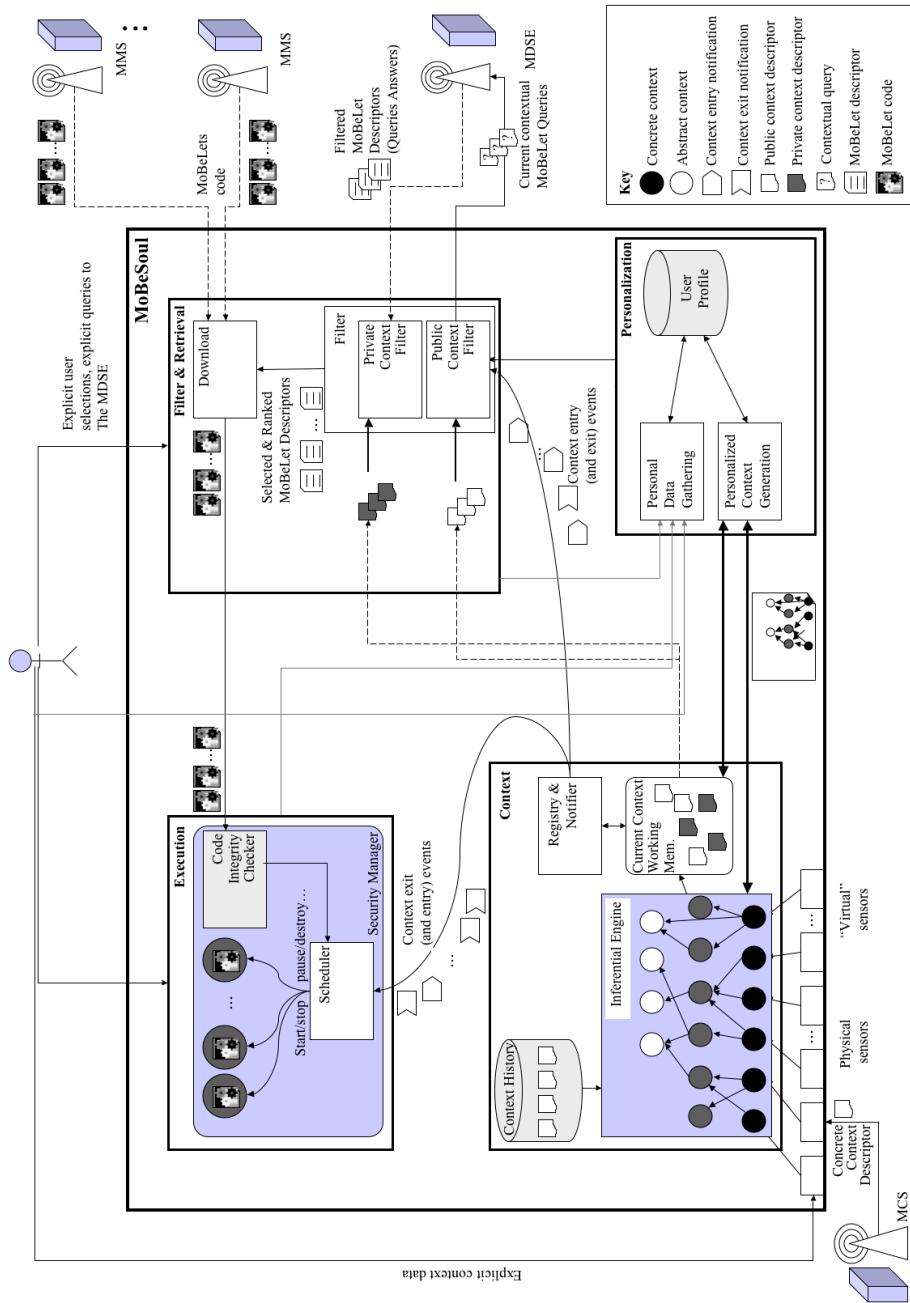 Explicit user
selections, explicit queries to
The MDSE
MMS
...
MMS
MoBeLets
code
Filtered
MoBeLet
Descriptors
(Queries Answers)
MDSE
Current contextual
MoBeLet Queries
? ? ?
Key
Concrete context
Abstract context
Context entry notification
Context exit notification
Public context descriptor
Private context descriptor
? Contextual query
MoBeLet descriptor
MoBeLet code
MoBeSoul
Filter & Retrieval
Download
Selected & Ranked
MoBeLet Descriptors
...
Filter
Private
Context
Filter
Public
Context
Filter
...
Context entry
(and exit) events
Personalization
User
Profile
Personal
Data
Gathering
Personalized
Context
Generation
Execution
Code
Integrity
Checker
Security Manager
Start/stop pause/destroy…
Scheduler
...
Context exit
(and entry) events
...
Context
Registry &
Notifier
Current Context
Working
Mem.
Context History
Inferential Engine
Concrete
Context
Descriptor
Physical
sensors
...
“Virtual”
sensors
...
MCS
Explicit context data